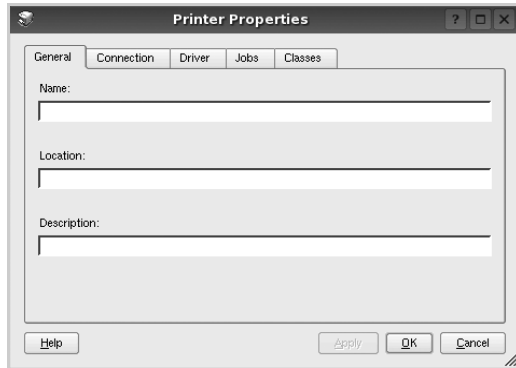 Printer Properties
?
General Connection Driver Jobs Classes
Name:
Location:
Description:
Help Apply OK Cancel